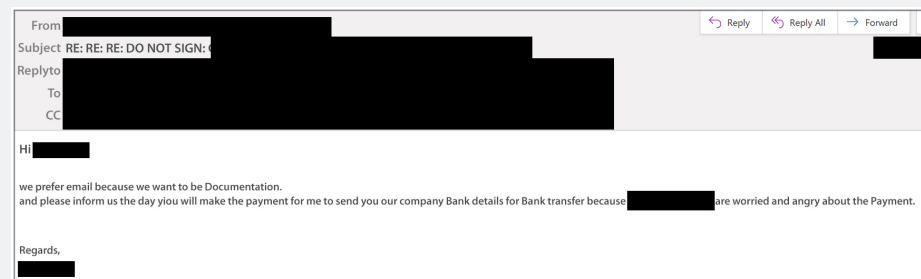 Reply Reply All Forward
From
Subject RE: RE: RE: DO NOT SIGN:
Replyto
To
CC
Hi
we prefer email because we want to be Documentation.
and please inform us the day yiou will make the payment for me to send you our company Bank details for Bank transfer because are worried and angry about the Payment.
Regards,